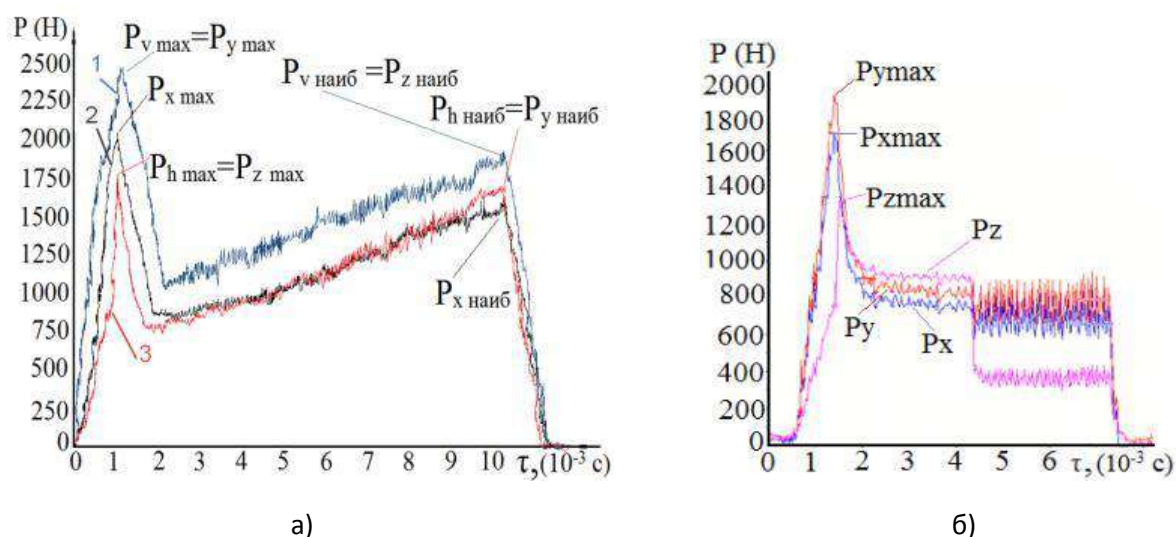 P (Н)
2500
2250
2000
1750
1500
1250
1000
750
500
250
0
1
2
3
P v max=P y max
P x max
P h max=P z max
P v наиб =P z наиб
P h наиб=P y наиб
P x наиб
0 1 2 3 4 5 6 7 8 9 10 τ,(10⁻³ с)
а)
P (Н)
2000
1800
1600
1400
1200
1000
800
600
400
200
0
Pymax
Pxmax
Pzmax
Pz
Py
Px
0 1 2 3 4 5 6 τ,(10⁻³ с)
б)